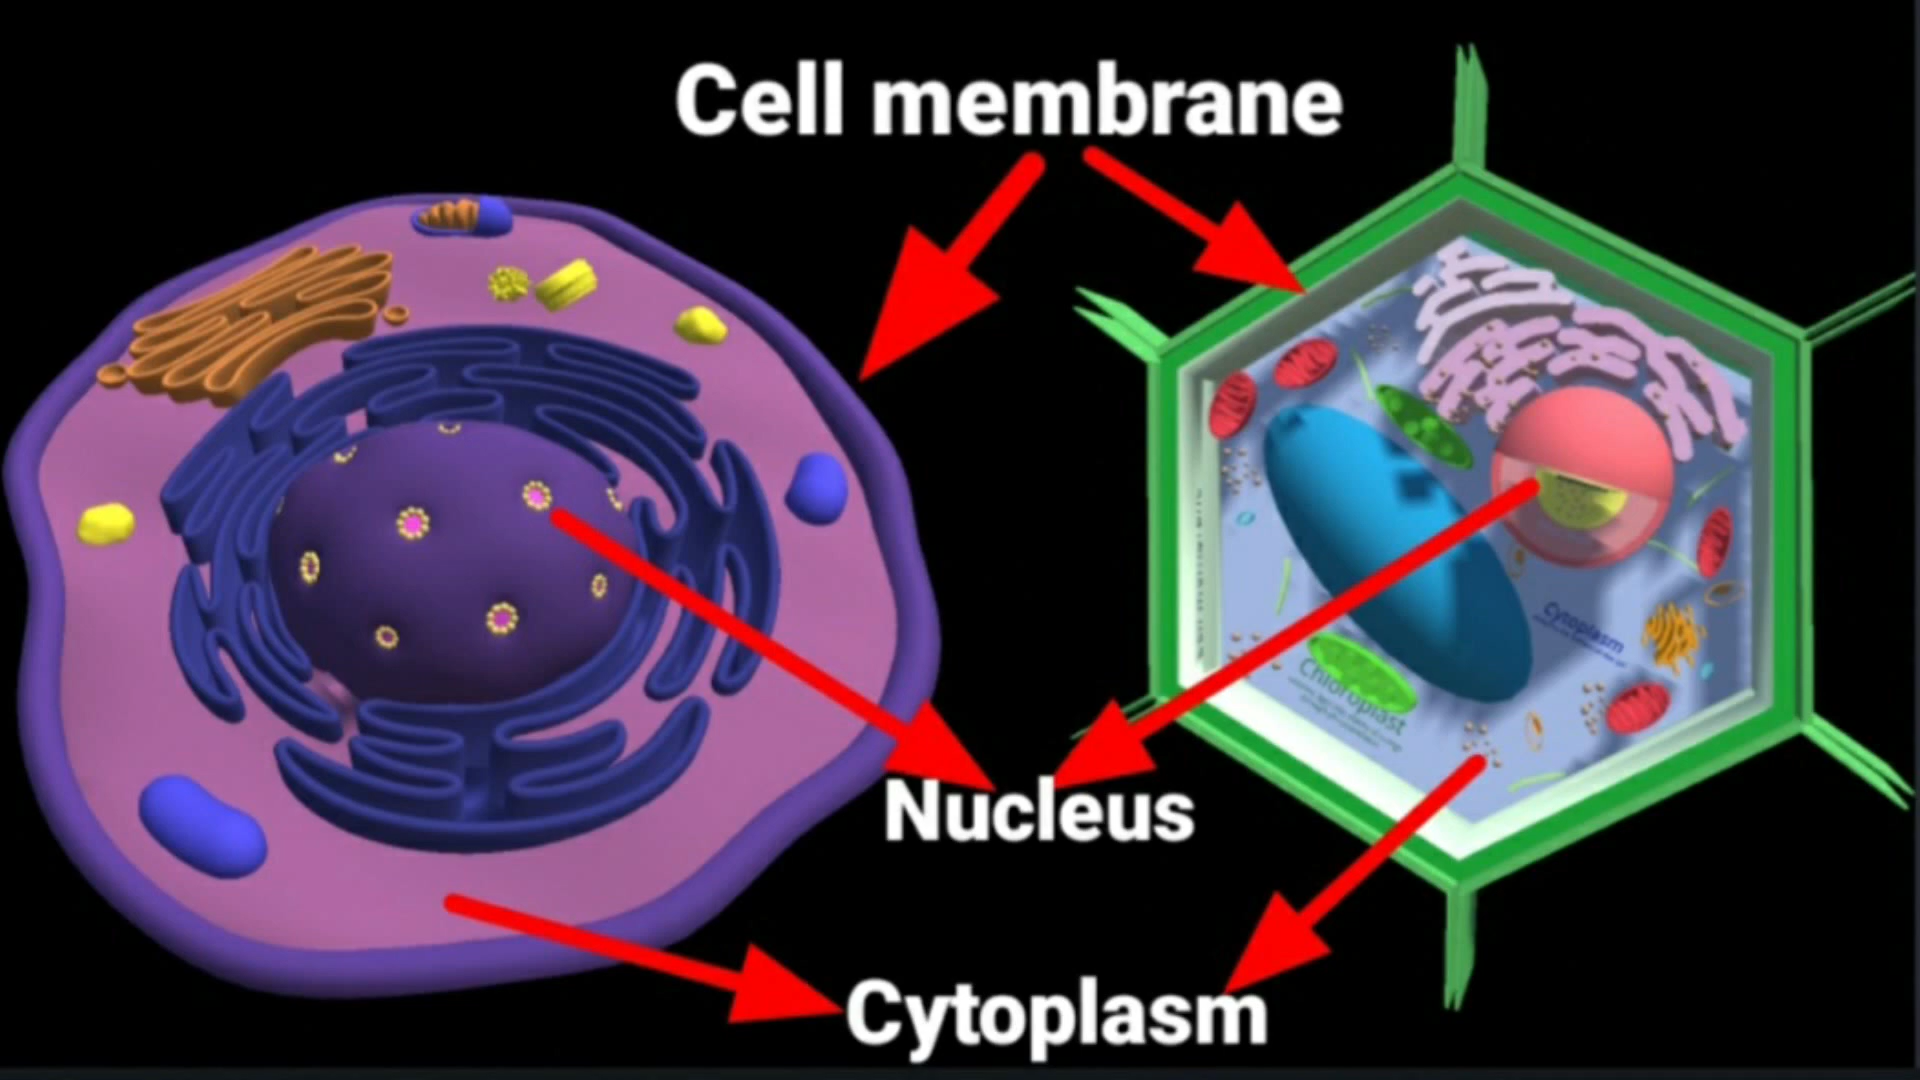 Cell membrane
Nucleus
Cytoplasm
Cytoplasm
Chloroplast